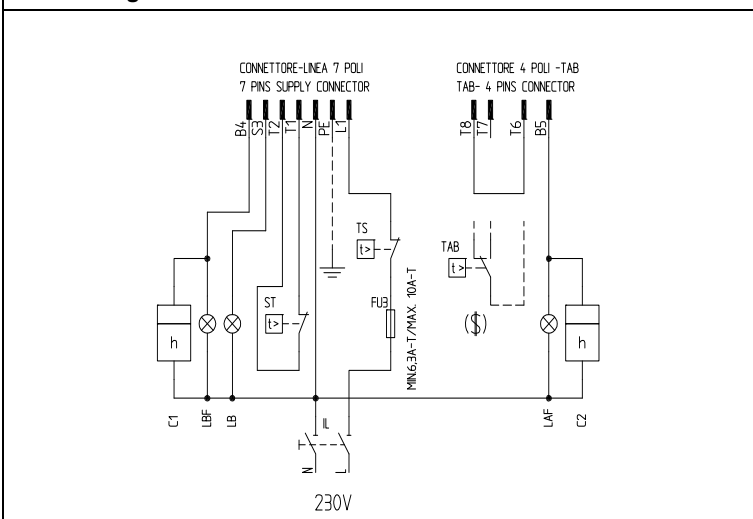 CONNETTORE-LINEA 7 POLI
7 PINS SUPPLY CONNECTOR
CONNETTORE 4 POLI -TAB
TAB- 4 PINS CONNECTOR
B4
S3
T2
T1
N
PE
L1
T8
T7
T6
B5
TS
t>
TAB
t>
ST
t>
FU3
MIN.6,3A-T/MAX. 10A-T
($)
h
h
C1
LBF
LB
IL
LAF
C2
N
L
230V